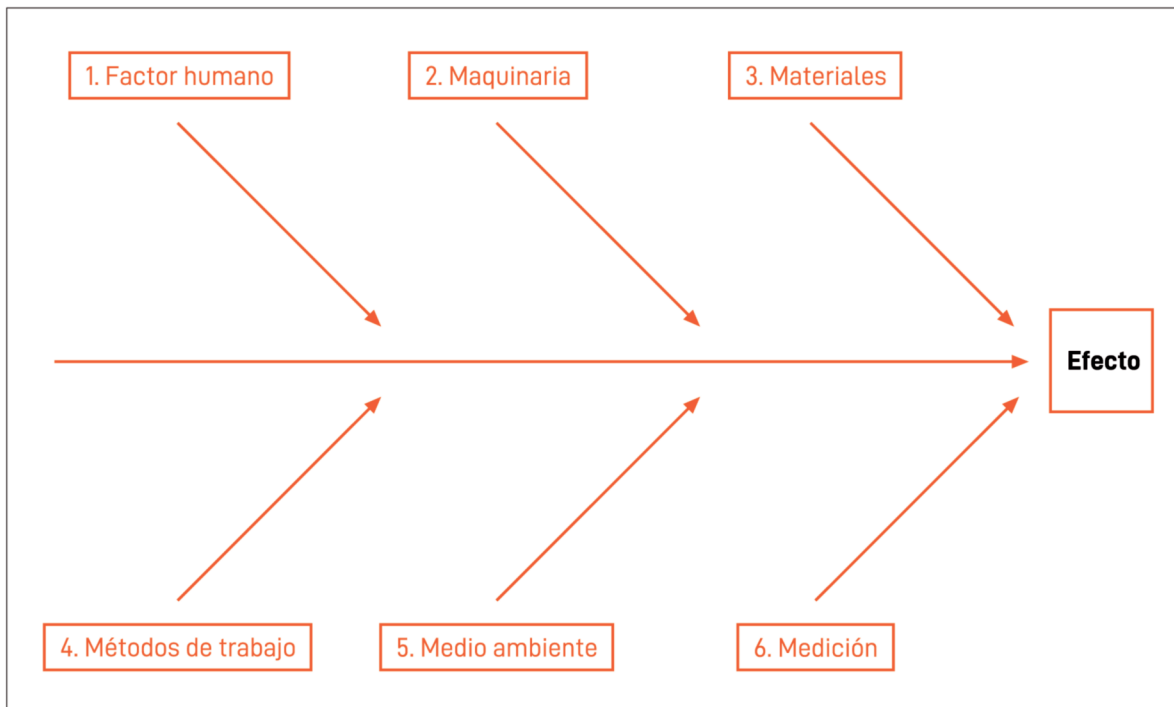 1. Factor humano
2. Maquinaria
3. Materiales
Efecto
4. Métodos de trabajo
5. Medio ambiente
6. Medición